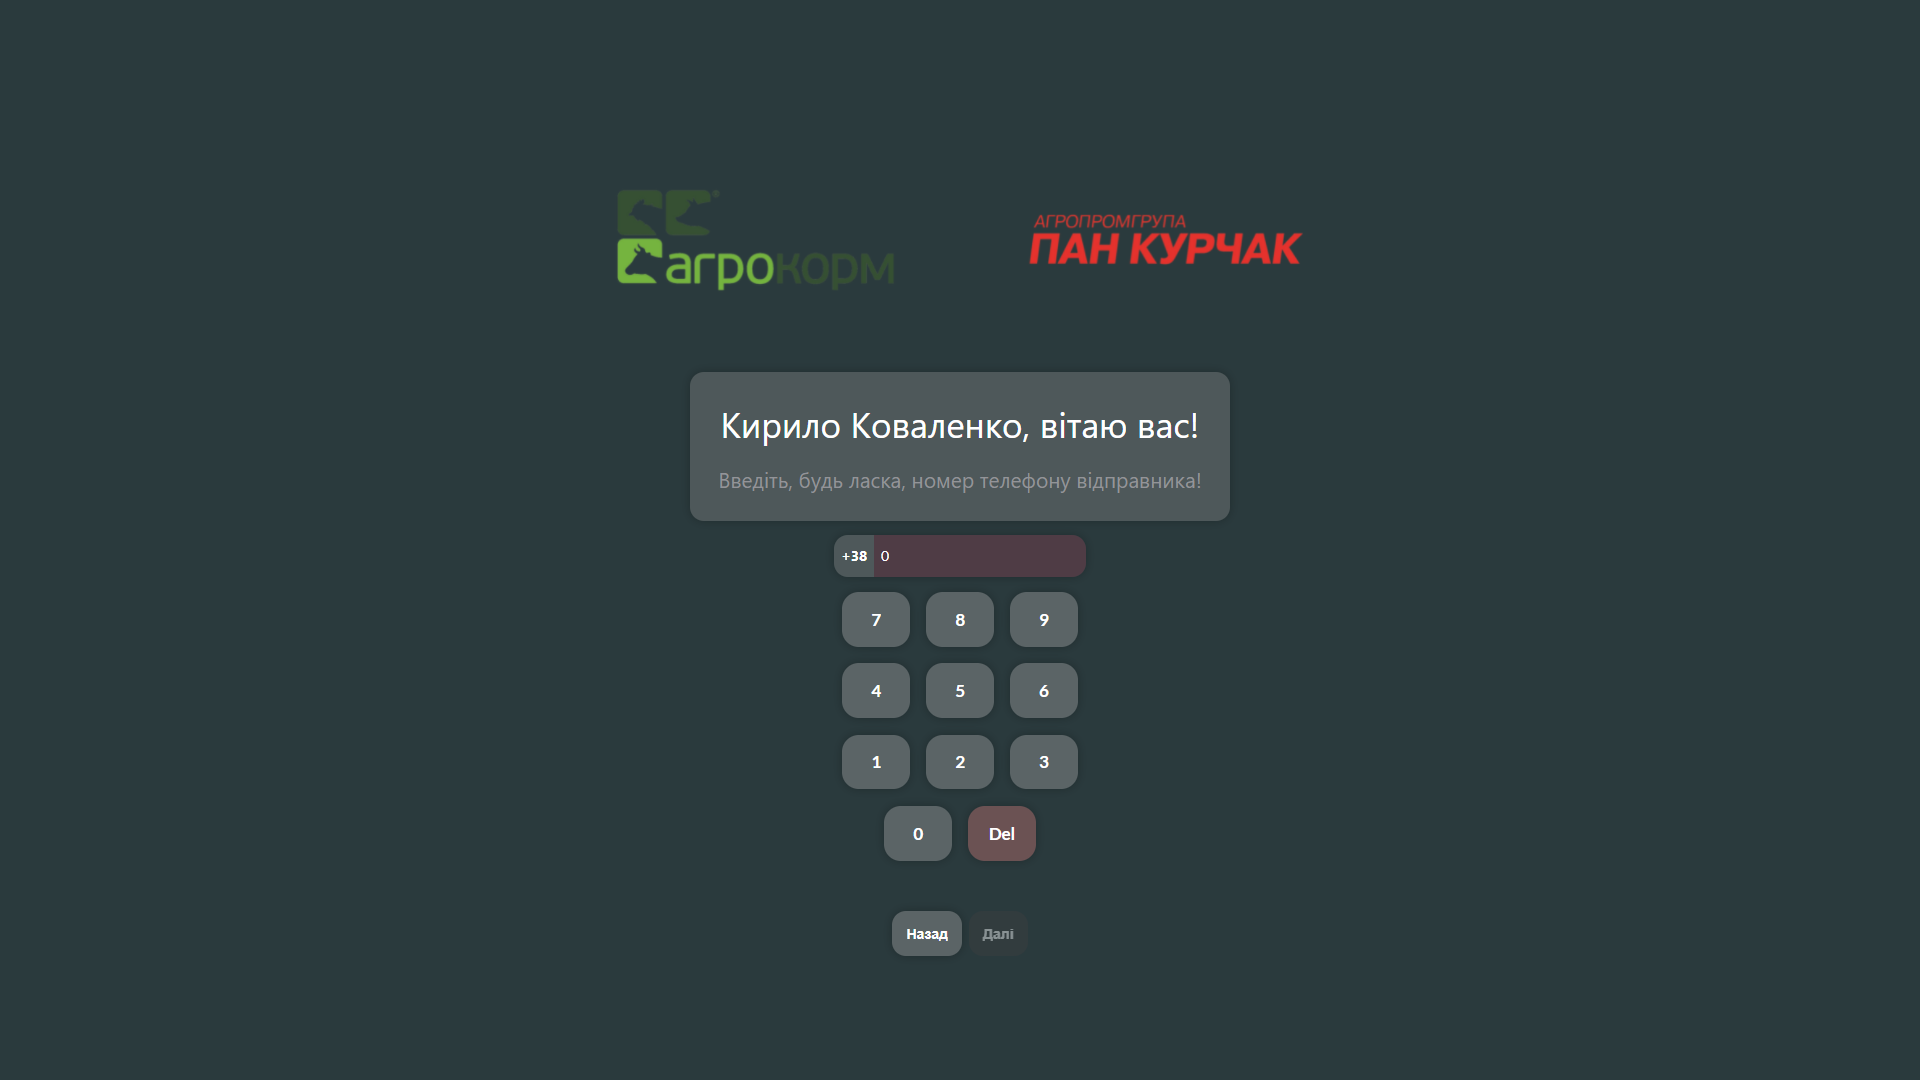 агрокорм
АГРОПРОМГРУПА
ПАН КУРЧАК
Кирило Коваленко, вітаю вас!
Введіть, будь ласка, номер телефону відправника!
+38 0
7 8 9
4 5 6
1 2 3
0 Del
Назад Далі